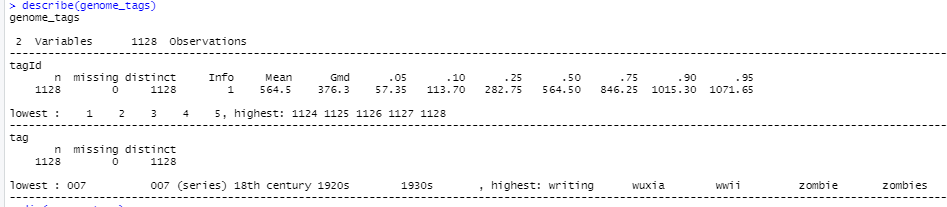 > describe(genome_tags)
genome_tags

2 Variables 1128 Observations
--------------------------------------------------------------------------------
tagId
n missing distinct Info Mean Gmd .05 .10 .25 .50 .75 .90 .95
1128 0 1128 1 564.5 376.3 57.35 113.70 282.75 564.50 846.25 1015.30 1071.65

lowest : 1 2 3 4 5, highest: 1124 1125 1126 1127 1128
--------------------------------------------------------------------------------
tag
n missing distinct
1128 0 1128

lowest : 007 007 (series) 18th century 1920s 1930s , highest: writing wuxia wwii zombie zombies
--------------------------------------------------------------------------------